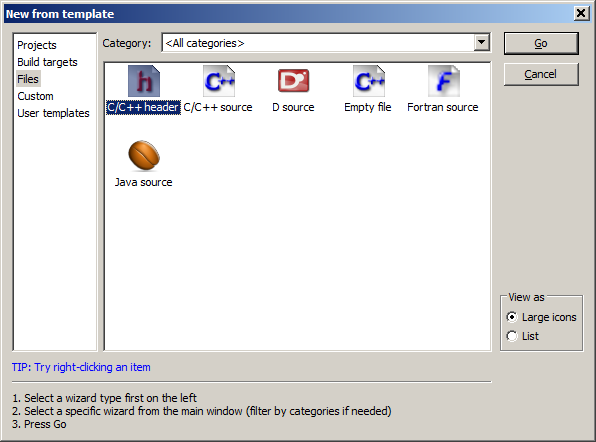 New from template
Projects
Build targets
Files
Custom
User templates
Category: <All categories>
Go
Cancel
C/C++ header C/C++ source D source Empty file Fortran source
Java source
View as
Large icons
List
TIP: Try right-clicking an item
1. Select a wizard type first on the left
2. Select a specific wizard from the main window (filter by categories if needed)
3. Press Go